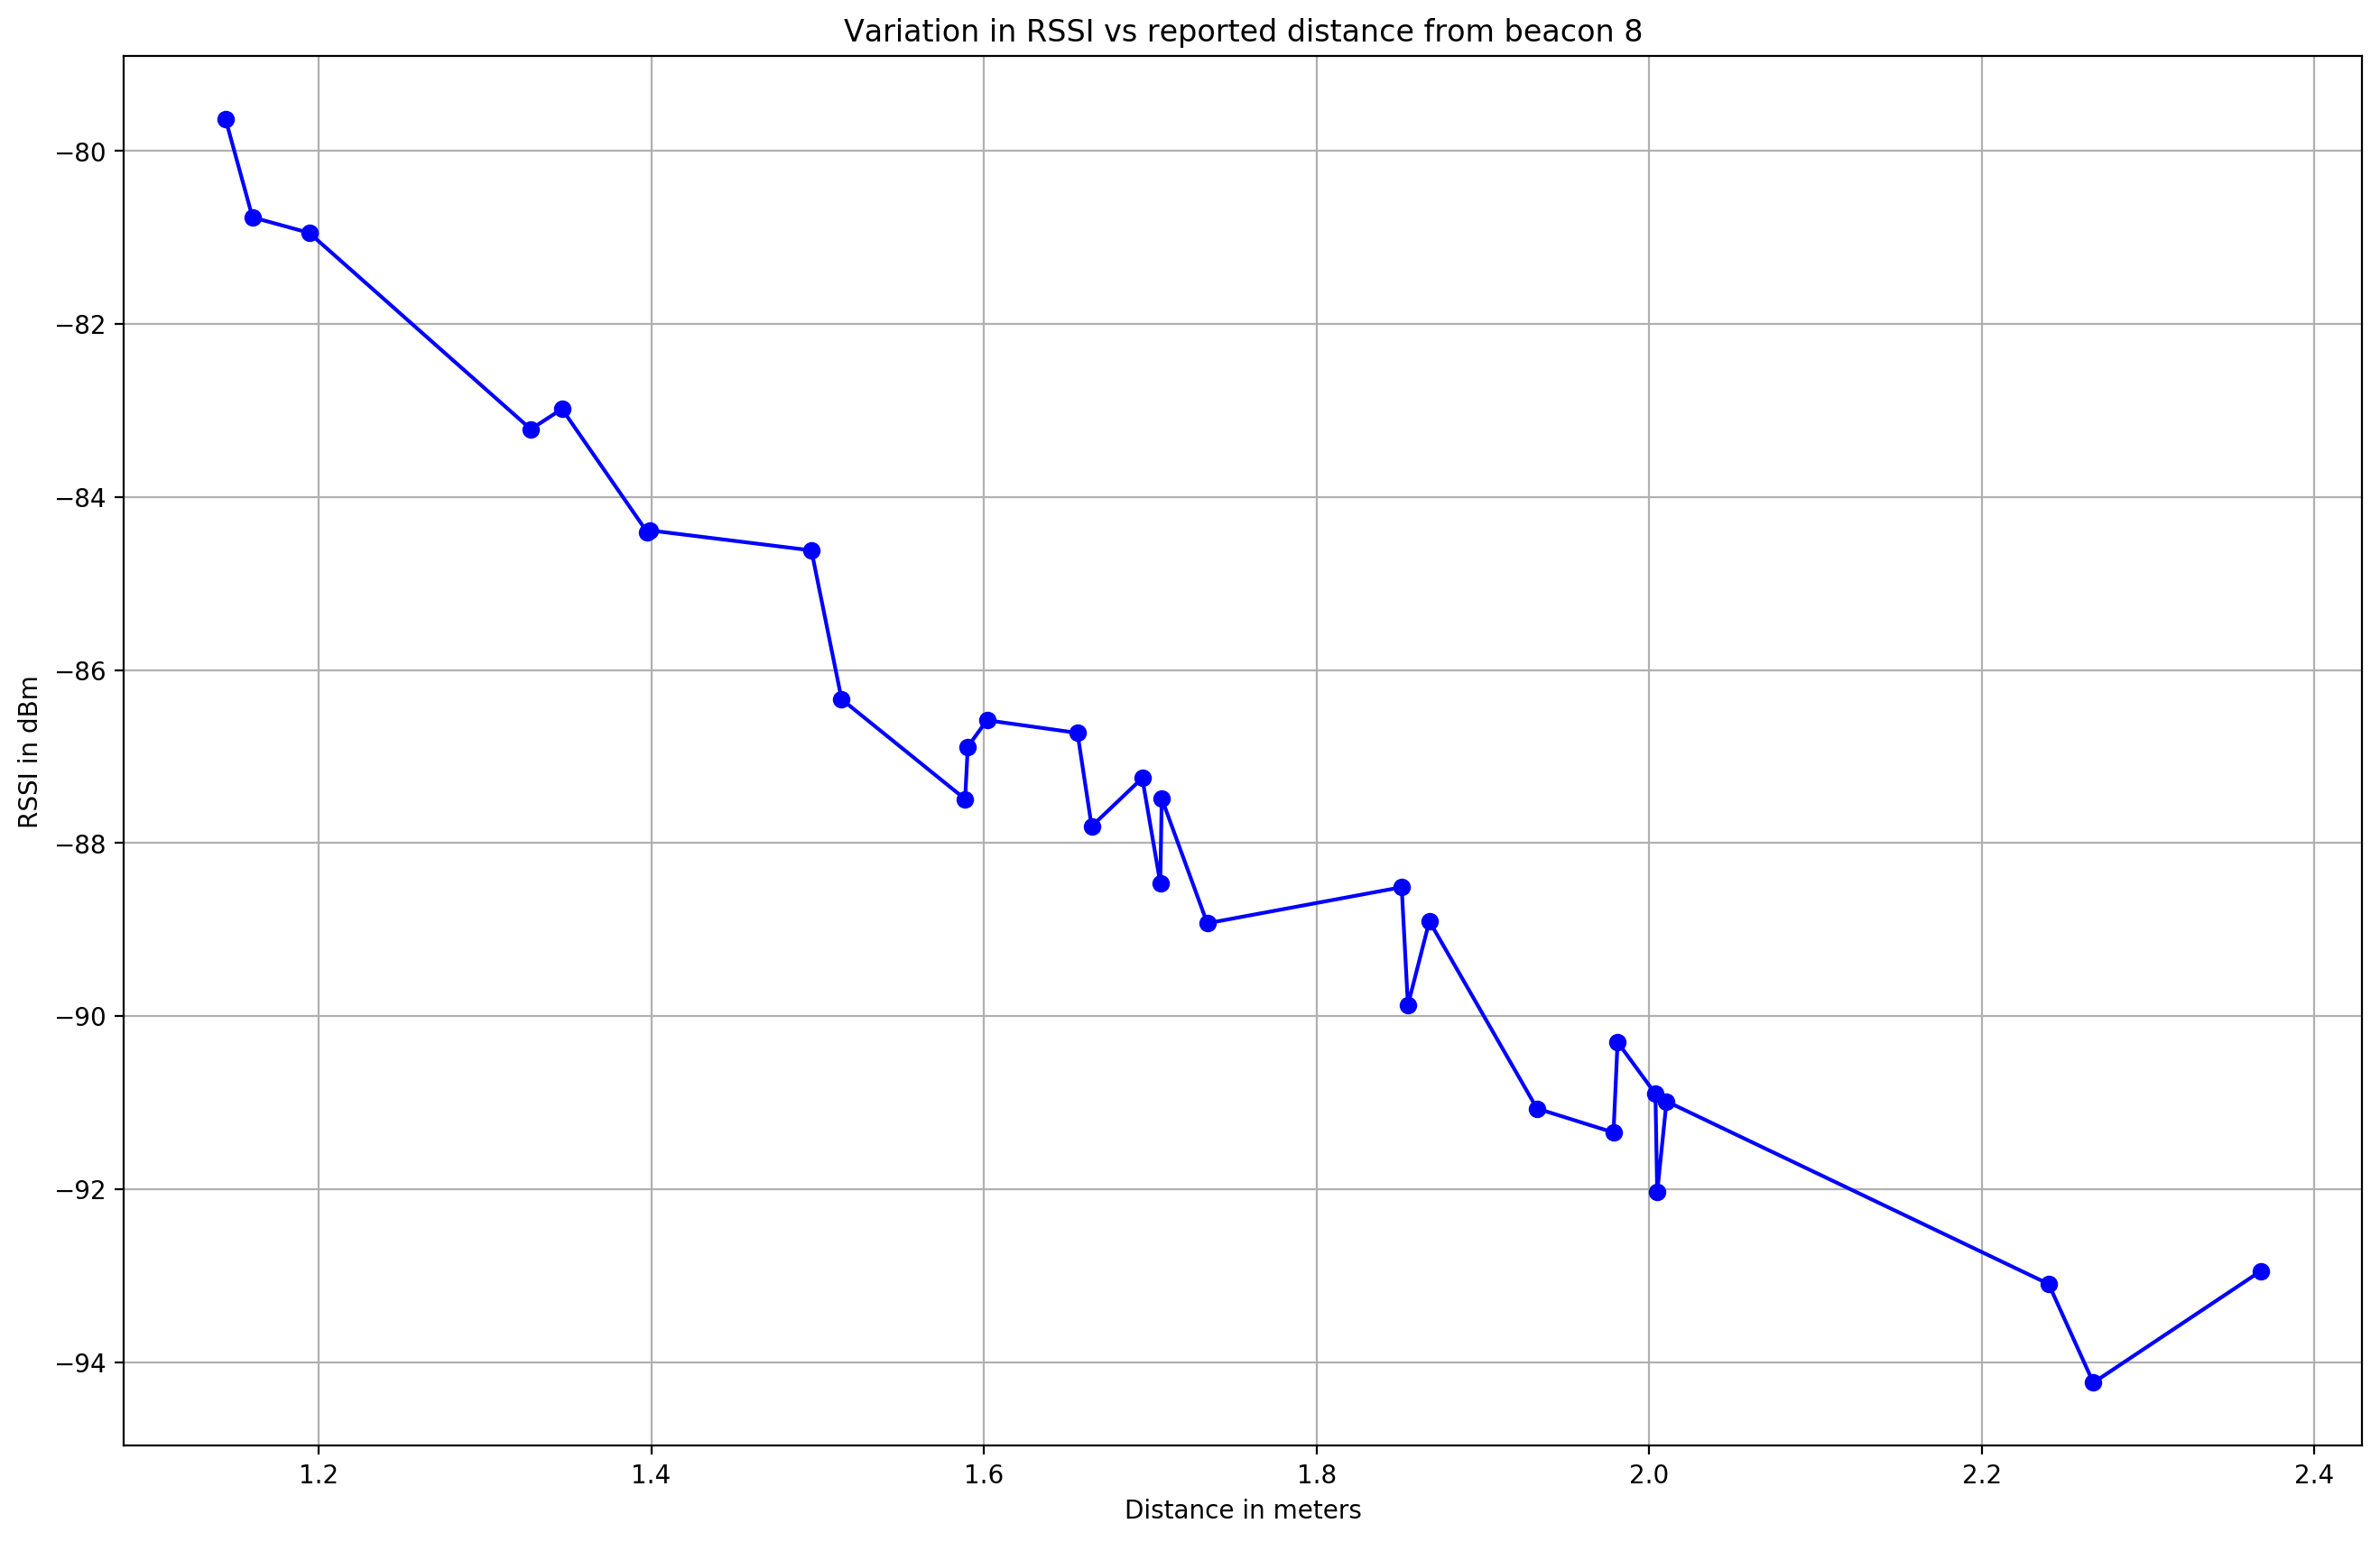 Variation in RSSI vs reported distance from beacon 8
−80
−82
−84
−86
−88
−90
−92
−94
RSSI in dBm
1.2 1.4 1.6 1.8 2.0 2.2 2.4
Distance in meters